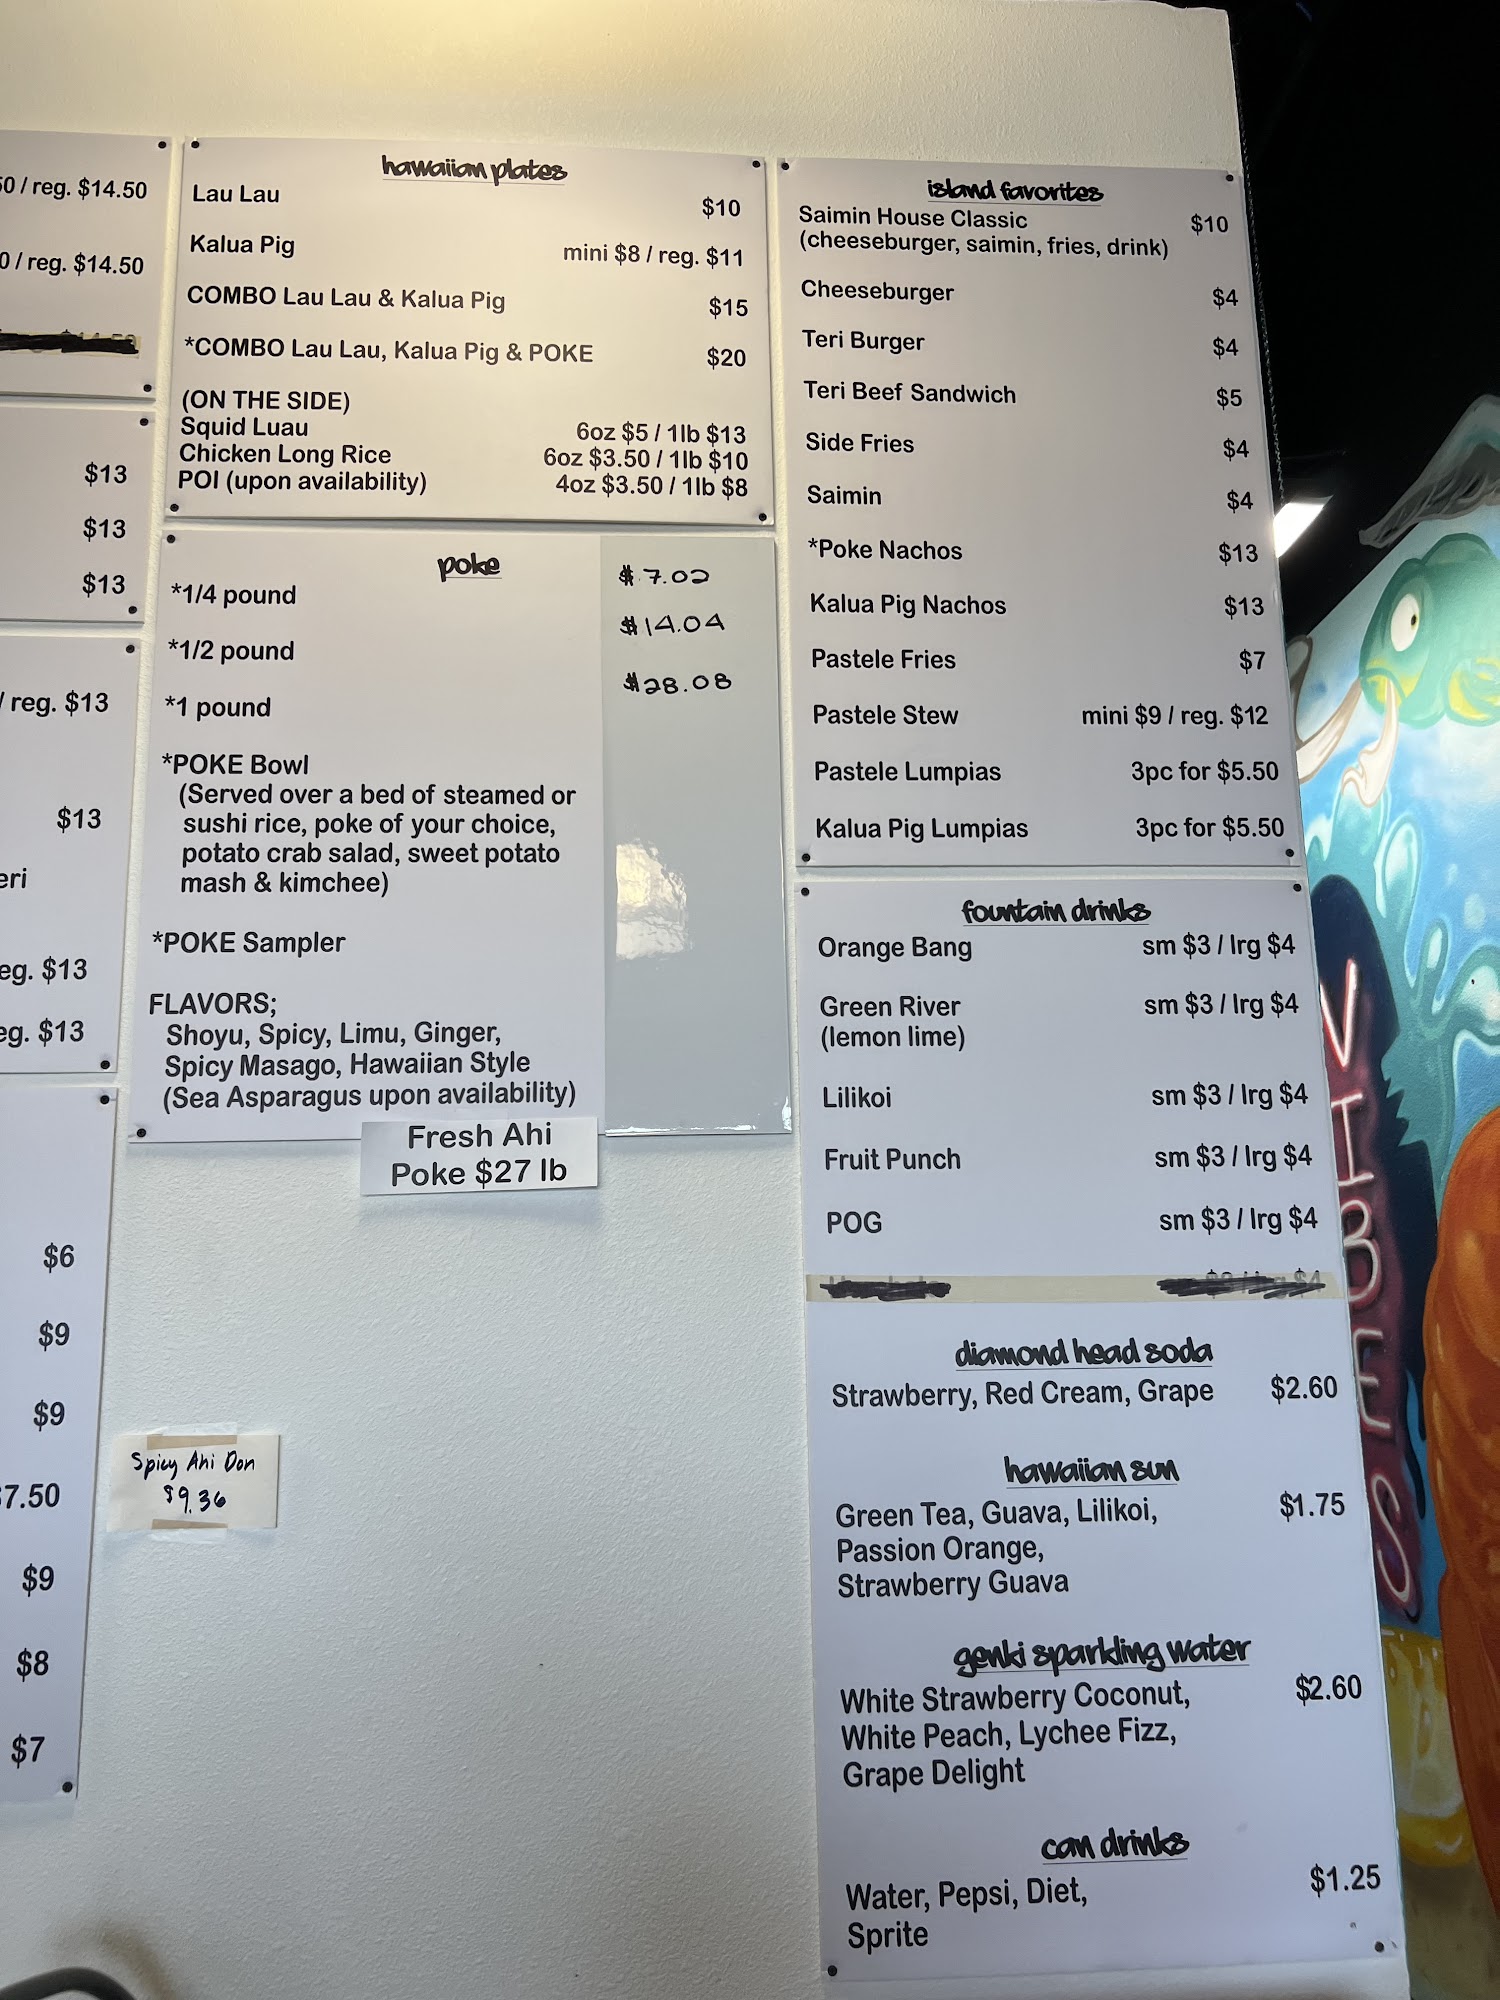 / reg. $14.50
/ reg. $14.50
$13
$13
$13
/ reg. $13
$13
$13
$13
$6
$9
$9
$7.50
$9
$8
$7
hawaiian plates
Lau Lau $10
Kalua Pig mini $8 / reg. $11
COMBO Lau Lau & Kalua Pig $15
*COMBO Lau Lau, Kalua Pig & POKE $20
(ON THE SIDE)
Squid Luau 6oz $5 / 1lb $13
Chicken Long Rice 6oz $3.50 / 1lb $10
POI (upon availability) 4oz $3.50 / 1lb $8
poke
*1/4 pound $7.02
*1/2 pound $14.04
*1 pound $28.08
*POKE Bowl
(Served over a bed of steamed or
sushi rice, poke of your choice,
potato crab salad, sweet potato
mash & kimchee)
*POKE Sampler
FLAVORS;
Shoyu, Spicy, Limu, Ginger,
Spicy Masago, Hawaiian Style
(Sea Asparagus upon availability)
Fresh Ahi
Poke $27 lb
Spicy Ahi Don
$9.36
island favorites
Saimin House Classic $10
(cheeseburger, saimin, fries, drink)
Cheeseburger $4
Teri Burger $4
Teri Beef Sandwich $5
Side Fries $4
Saimin $4
*Poke Nachos $13
Kalua Pig Nachos $13
Pastele Fries $7
Pastele Stew mini $9 / reg. $12
Pastele Lumpias 3pc for $5.50
Kalua Pig Lumpias 3pc for $5.50
fountain drinks
Orange Bang sm $3 / lrg $4
Green River sm $3 / lrg $4
(lemon lime)
Lilikoi sm $3 / lrg $4
Fruit Punch sm $3 / lrg $4
POG sm $3 / lrg $4
diamond head soda
Strawberry, Red Cream, Grape $2.60
hawaiian sun
Green Tea, Guava, Lilikoi, $1.75
Passion Orange,
Strawberry Guava
genki sparkling water
White Strawberry Coconut, $2.60
White Peach, Lychee Fizz,
Grape Delight
can drinks
Water, Pepsi, Diet, $1.25
Sprite
VIBES